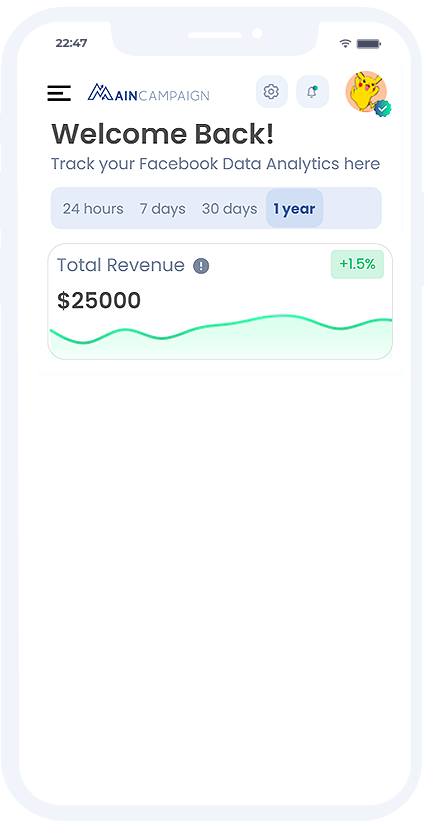 22:47
MAINCAMPAIGN
Welcome Back!
Track your Facebook Data Analytics here
24 hours 7 days 30 days 1 year
Total Revenue ! +1.5%
$25000